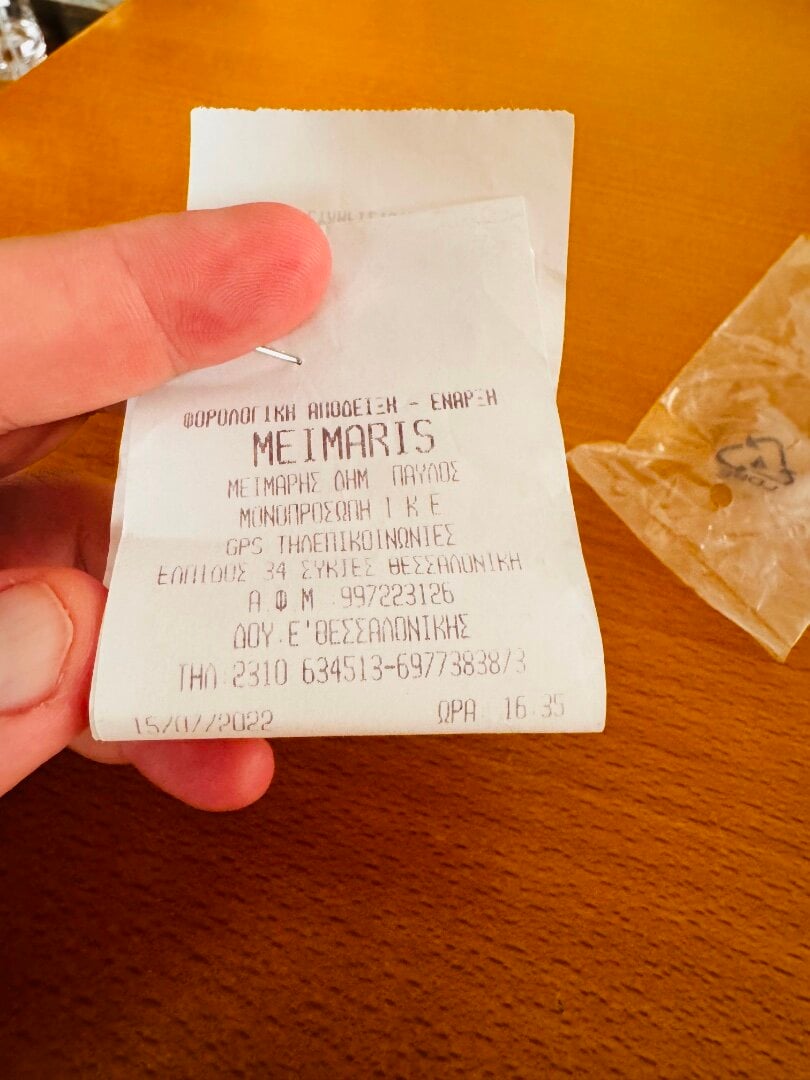 ΦΟΡΟΛΟΓΙΚΗ ΑΠΟΔΕΙΞΗ - ΕΝΑΡΞΗ
MEIMARIS
ΜΕΙΜΑΡΗΣ ΔΗΜ ΠΑΥΛΟΣ
ΜΟΝΟΠΡΟΣΩΠΗ Ι Κ Ε
GPS ΤΗΛΕΠΙΚΟΙΝΩΝΙΕΣ
ΕΛΠΙΔΟΣ 34 ΣΥΚΙΕΣ ΘΕΣΣΑΛΟΝΙΚΗ
Α Φ Μ 997223126
ΔΟΥ.Ε'ΘΕΣΣΑΛΟΝΙΚΗΣ
ΤΗΛ:2310 634513-6977383873
15/07/2022 ΩΡΑ 16:35